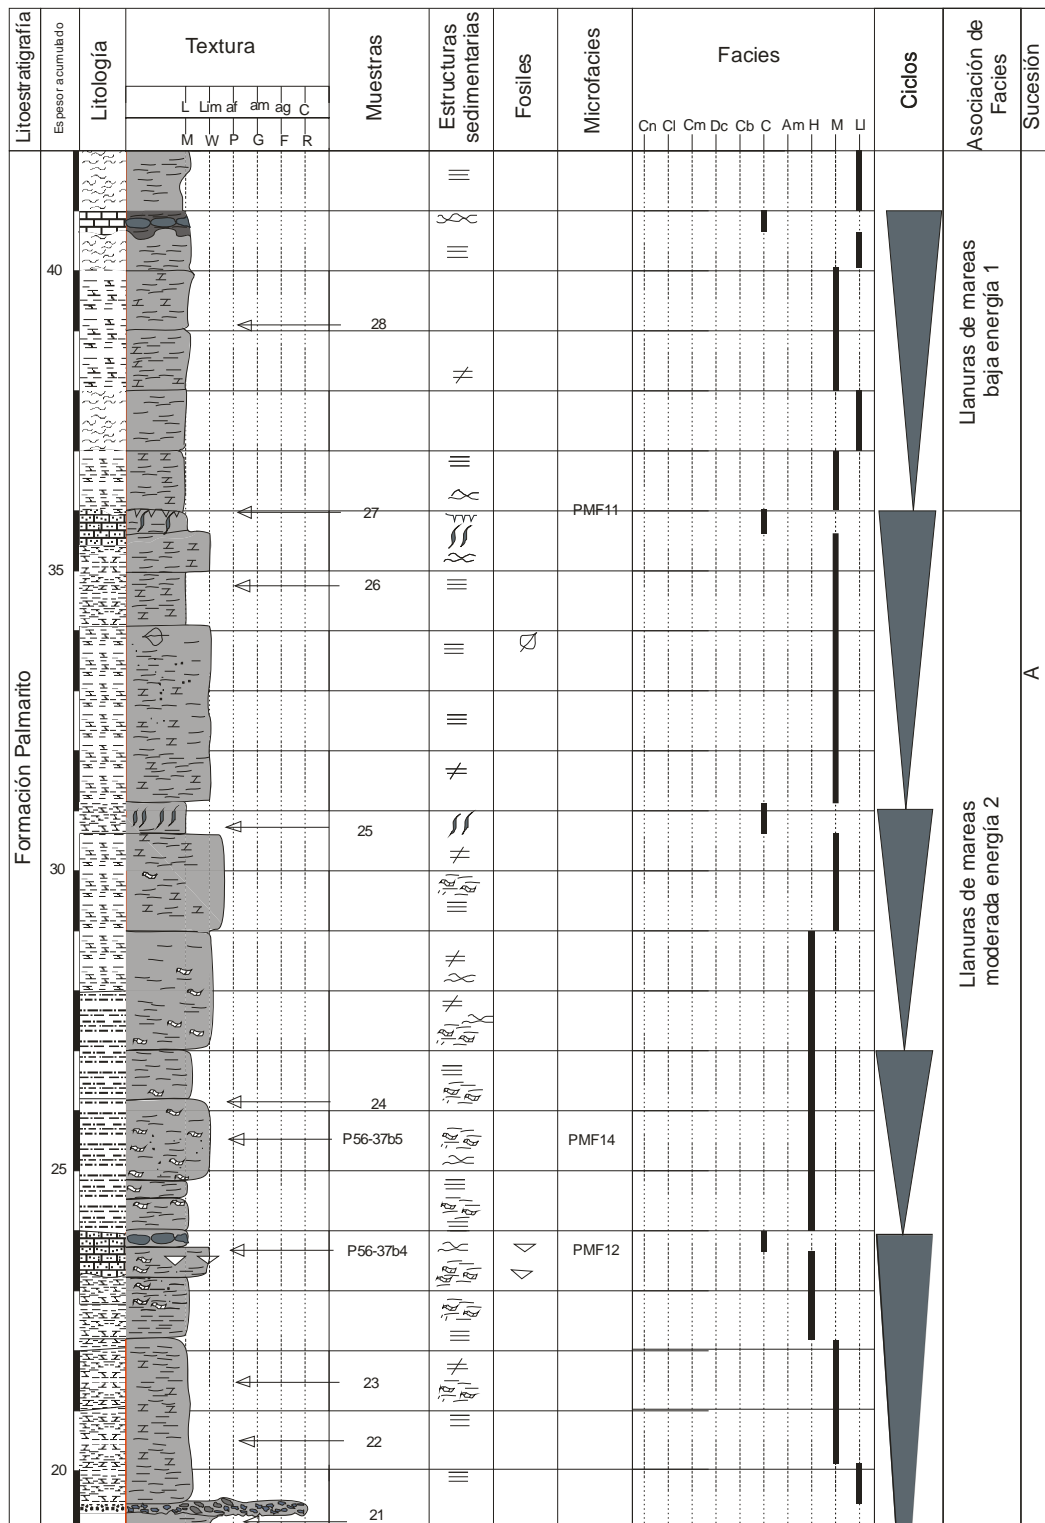 Litoestratigrafía
Espesor acumulado
Litología
Textura
L Lim af am ag C
M W P G F R
Muestras
Estructuras
sedimentarias
Fosiles
Microfacies
Facies
Cn Cl Cm Dc Cb C Am H M Ll
Ciclos
Asociación de
Facies
Sucesión
Formación Palmarito
40
35
30
25
20
28
27
26
25
24
P56-37b5
P56-37b4
23
22
21
PMF11
PMF14
PMF12
Llanuras de mareas
baja energía 1
Llanuras de mareas
moderada energía 2
A